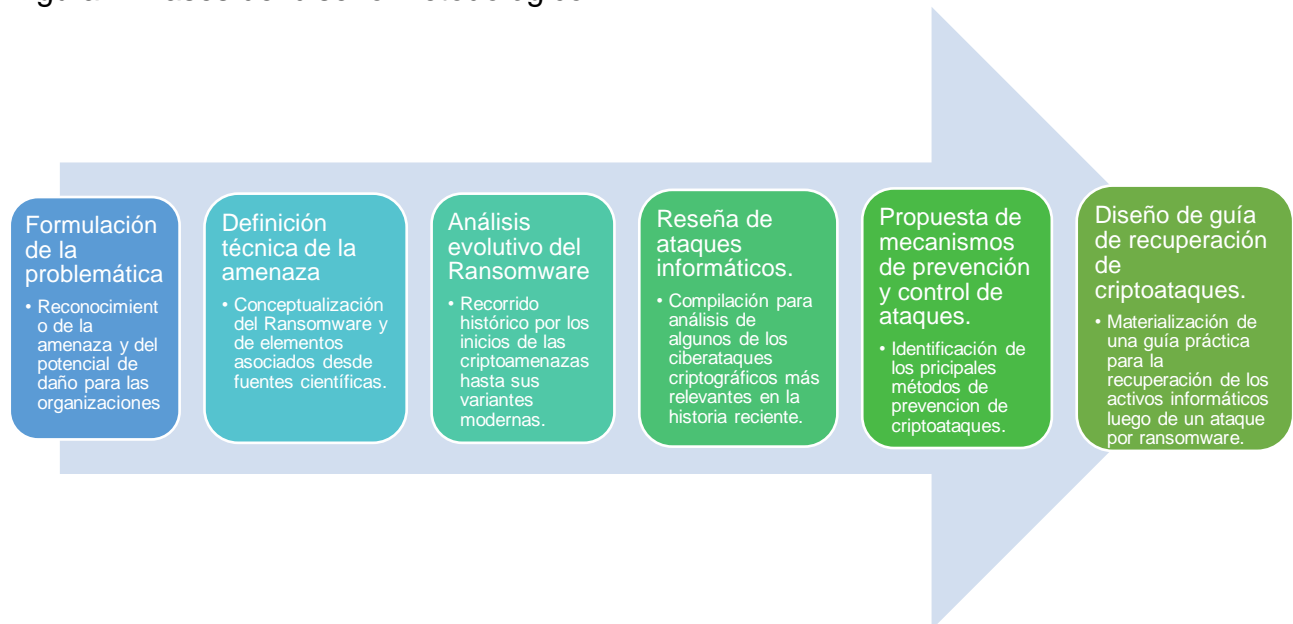 Formulación
de la
problemática
• Reconocimient
o de la
amenaza y del
potencial de
daño para las
organizaciones
Definición
técnica de la
amenaza
• Conceptualización
del Ransomware y
de elementos
asociados desde
fuentes científicas.
Análisis
evolutivo del
Ransomware
• Recorrido
histórico por los
inicios de las
criptoamenazas
hasta sus
variantes
modernas.
Reseña de
ataques
informáticos.
• Compilación para
análisis de
algunos de los
ciberataques
criptográficos más
relevantes en la
historia reciente.
Propuesta de
mecanismos
de prevención
y control de
ataques.
• Identificación de
los pricipales
métodos de
prevencion de
criptoataques.
Diseño de guía
de recuperación
de
criptoataques.
• Materialización de
una guía práctica
para la
recuperación de los
activos informáticos
luego de un ataque
por ransomware.